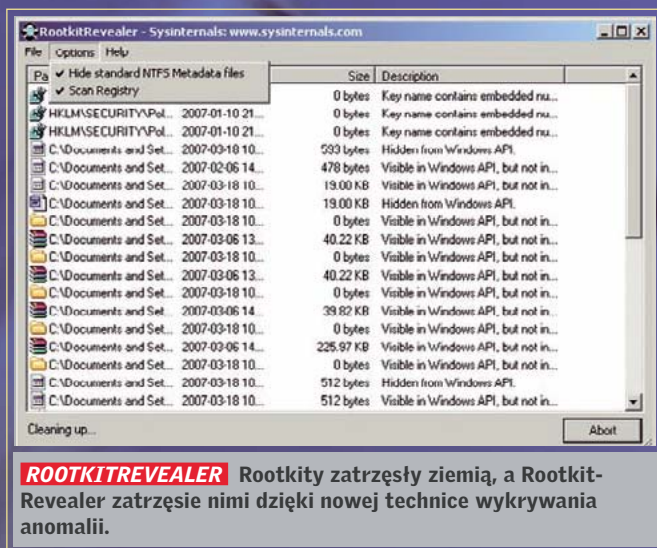 RootkitRevealer - Sysinternals: www.sysinternals.com
File Options Help
Pa Size Description
✔ Hide standard NTFS Metadata files
✔ Scan Registry
0 bytes Key name contains embedded nu...
HKLM\SECURITY\Pol... 2007-01-10 21... 0 bytes Key name contains embedded nu...
HKLM\SECURITY\Pol... 2007-01-10 21... 0 bytes Key name contains embedded nu...
C:\Documents and Set... 2007-03-18 10... 593 bytes Hidden from Windows API.
C:\Documents and Set... 2007-02-06 14... 478 bytes Visible in Windows API, but not in...
C:\Documents and Set... 2007-03-18 10... 19.00 KB Visible in Windows API, but not in...
C:\Documents and Set... 2007-03-18 10... 19.00 KB Hidden from Windows API.
C:\Documents and Set... 2007-03-18 10... 0 bytes Visible in Windows API, but not in...
C:\Documents and Set... 2007-03-06 13... 40.22 KB Visible in Windows API, but not in...
C:\Documents and Set... 2007-03-18 10... 0 bytes Visible in Windows API, but not in...
C:\Documents and Set... 2007-03-06 13... 40.22 KB Visible in Windows API, but not in...
C:\Documents and Set... 2007-03-18 10... 0 bytes Visible in Windows API, but not in...
C:\Documents and Set... 2007-03-06 14... 39.82 KB Visible in Windows API, but not in...
C:\Documents and Set... 2007-03-18 10... 0 bytes Visible in Windows API, but not in...
C:\Documents and Set... 2007-03-06 14... 225.97 KB Visible in Windows API, but not in...
C:\Documents and Set... 2007-03-18 10... 0 bytes Visible in Windows API, but not in...
C:\Documents and Set... 2007-03-18 10... 512 bytes Hidden from Windows API.
C:\Documents and Set... 2007-03-18 10... 512 bytes Visible in Windows API, but not in...
Cleaning up... Abort
ROOTKITREVEALER Rootkity zatrzęsły ziemią, a Rootkit-
Revealer zatrzęsie nimi dzięki nowej technice wykrywania
anomalii.